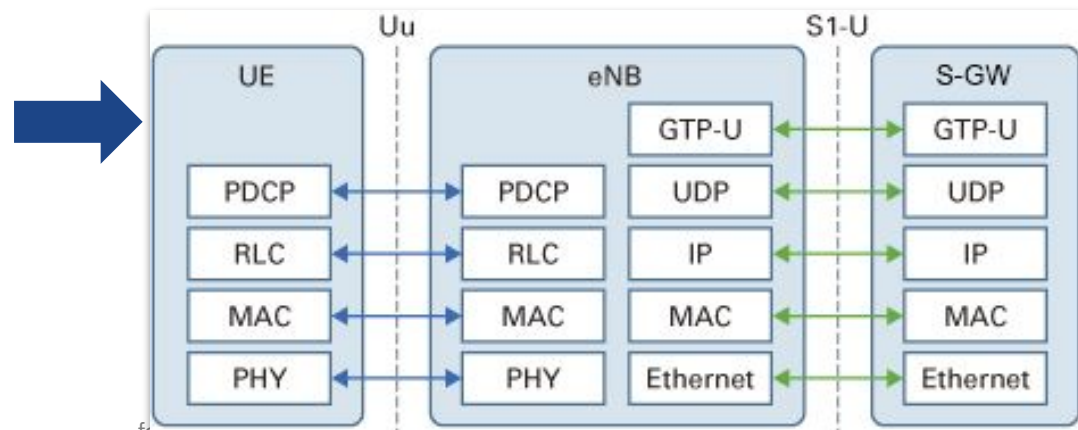 Uu S1-U
UE eNB S-GW
GTP-U GTP-U
PDCP PDCP UDP UDP
RLC RLC IP IP
MAC MAC MAC MAC
PHY PHY Ethernet Ethernet